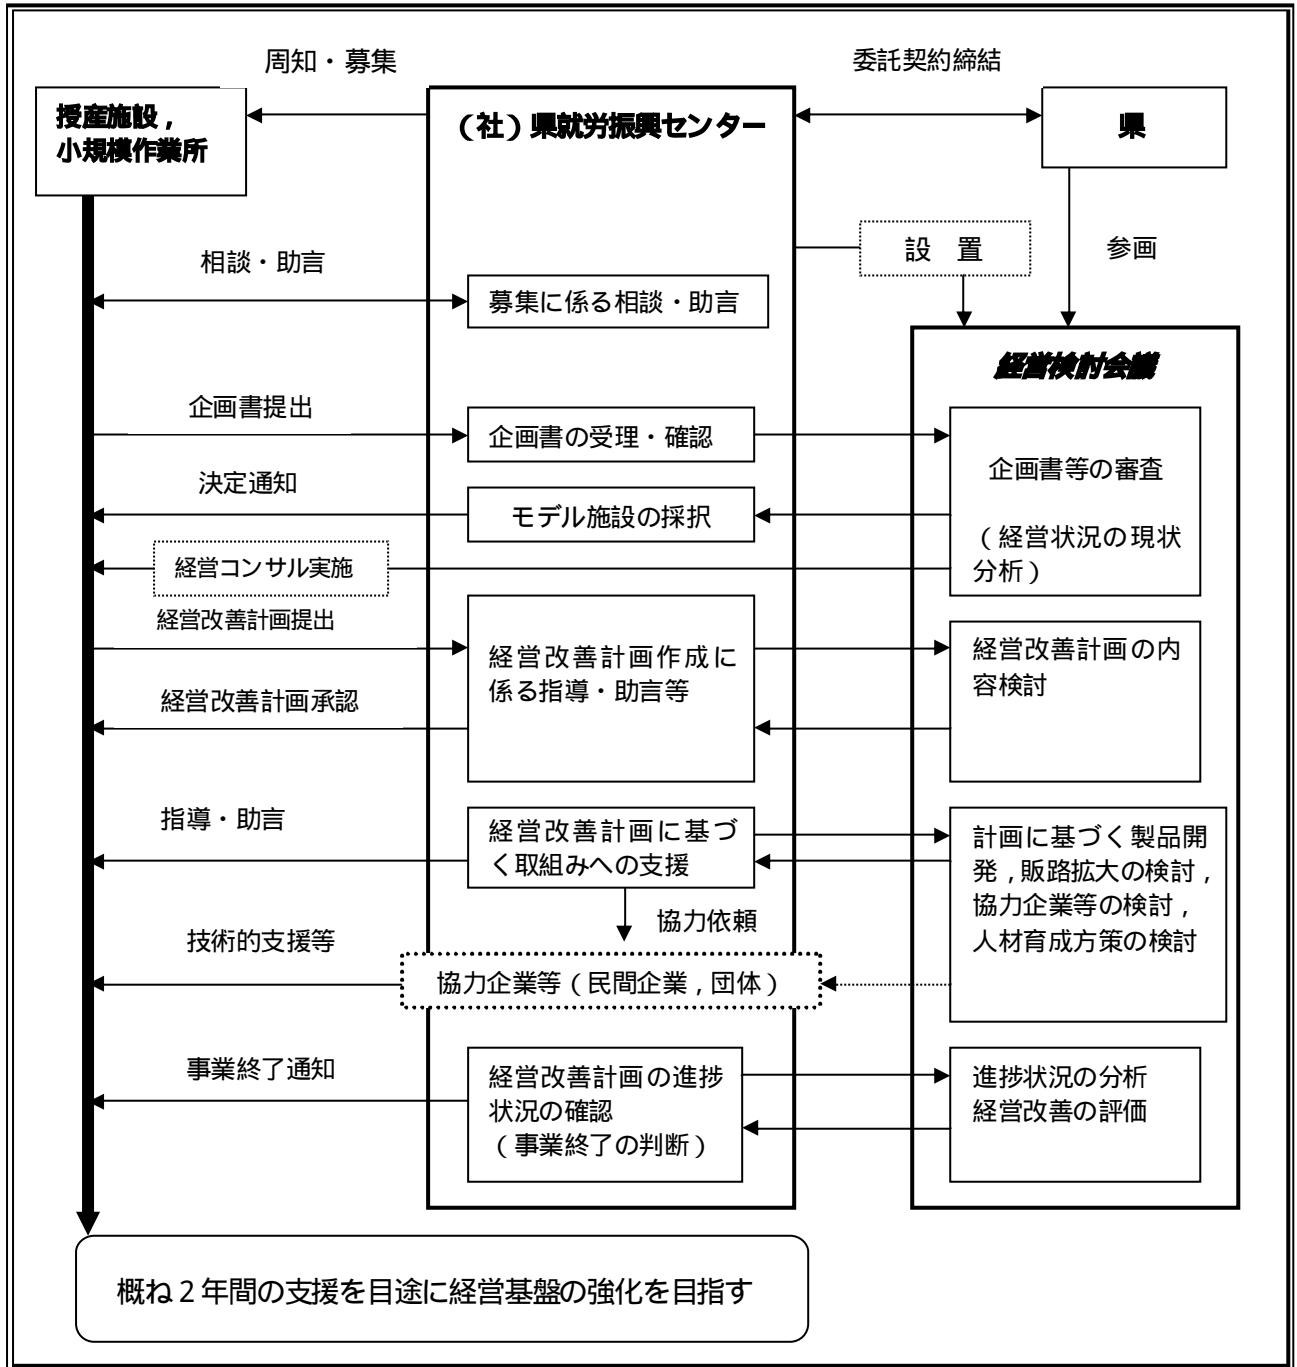 周知・募集
委託契約締結
授産施設，
小規模作業所
（社）県就労振興センター
県
設　置
参画
相談・助言
募集に係る相談・助言
経営検討会議
企画書提出
企画書の受理・確認
企画書等の審査
決定通知
モデル施設の採択
（経営状況の現状
分析）
経営コンサル実施
経営改善計画提出
経営改善計画作成に
係る指導・助言等
経営改善計画の内
容検討
経営改善計画承認
指導・助言
経営改善計画に基づ
く取組みへの支援
計画に基づく製品開
発，販路拡大の検討，
協力企業等の検討，
人材育成方策の検討
協力依頼
技術的支援等
協力企業等（民間企業，団体）
事業終了通知
経営改善計画の進捗
状況の確認
（事業終了の判断）
進捗状況の分析
経営改善の評価
概ね２年間の支援を目途に経営基盤の強化を目指す